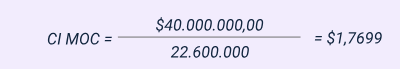 $40.000.000,00
CI MOC = = $1,7699
22.600.000